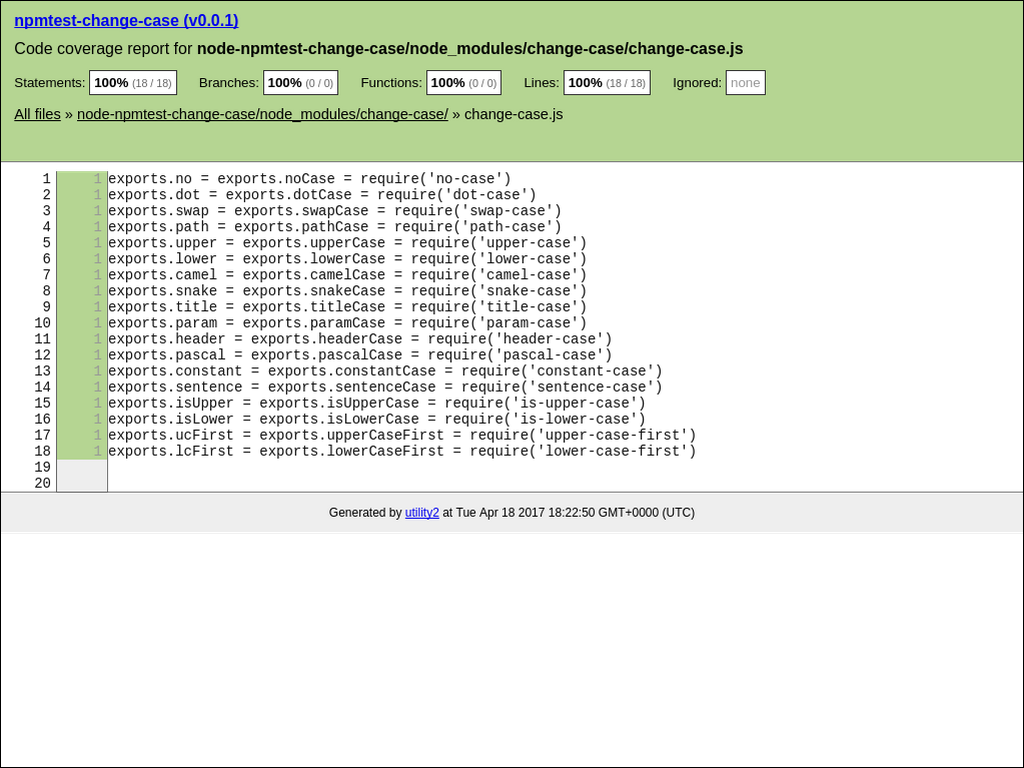 npmtest-change-case (v0.0.1)
Code coverage report for node-npmtest-change-case/node_modules/change-case/change-case.js
Statements: 100% (18 / 18) Branches: 100% (0 / 0) Functions: 100% (0 / 0) Lines: 100% (18 / 18) Ignored: none
All files » node-npmtest-change-case/node_modules/change-case/ » change-case.js
1 1 exports.no = exports.noCase = require('no-case')
2 1 exports.dot = exports.dotCase = require('dot-case')
3 1 exports.swap = exports.swapCase = require('swap-case')
4 1 exports.path = exports.pathCase = require('path-case')
5 1 exports.upper = exports.upperCase = require('upper-case')
6 1 exports.lower = exports.lowerCase = require('lower-case')
7 1 exports.camel = exports.camelCase = require('camel-case')
8 1 exports.snake = exports.snakeCase = require('snake-case')
9 1 exports.title = exports.titleCase = require('title-case')
10 1 exports.param = exports.paramCase = require('param-case')
11 1 exports.header = exports.headerCase = require('header-case')
12 1 exports.pascal = exports.pascalCase = require('pascal-case')
13 1 exports.constant = exports.constantCase = require('constant-case')
14 1 exports.sentence = exports.sentenceCase = require('sentence-case')
15 1 exports.isUpper = exports.isUpperCase = require('is-upper-case')
16 1 exports.isLower = exports.isLowerCase = require('is-lower-case')
17 1 exports.ucFirst = exports.upperCaseFirst = require('upper-case-first')
18 1 exports.lcFirst = exports.lowerCaseFirst = require('lower-case-first')
19
20
Generated by utility2 at Tue Apr 18 2017 18:22:50 GMT+0000 (UTC)